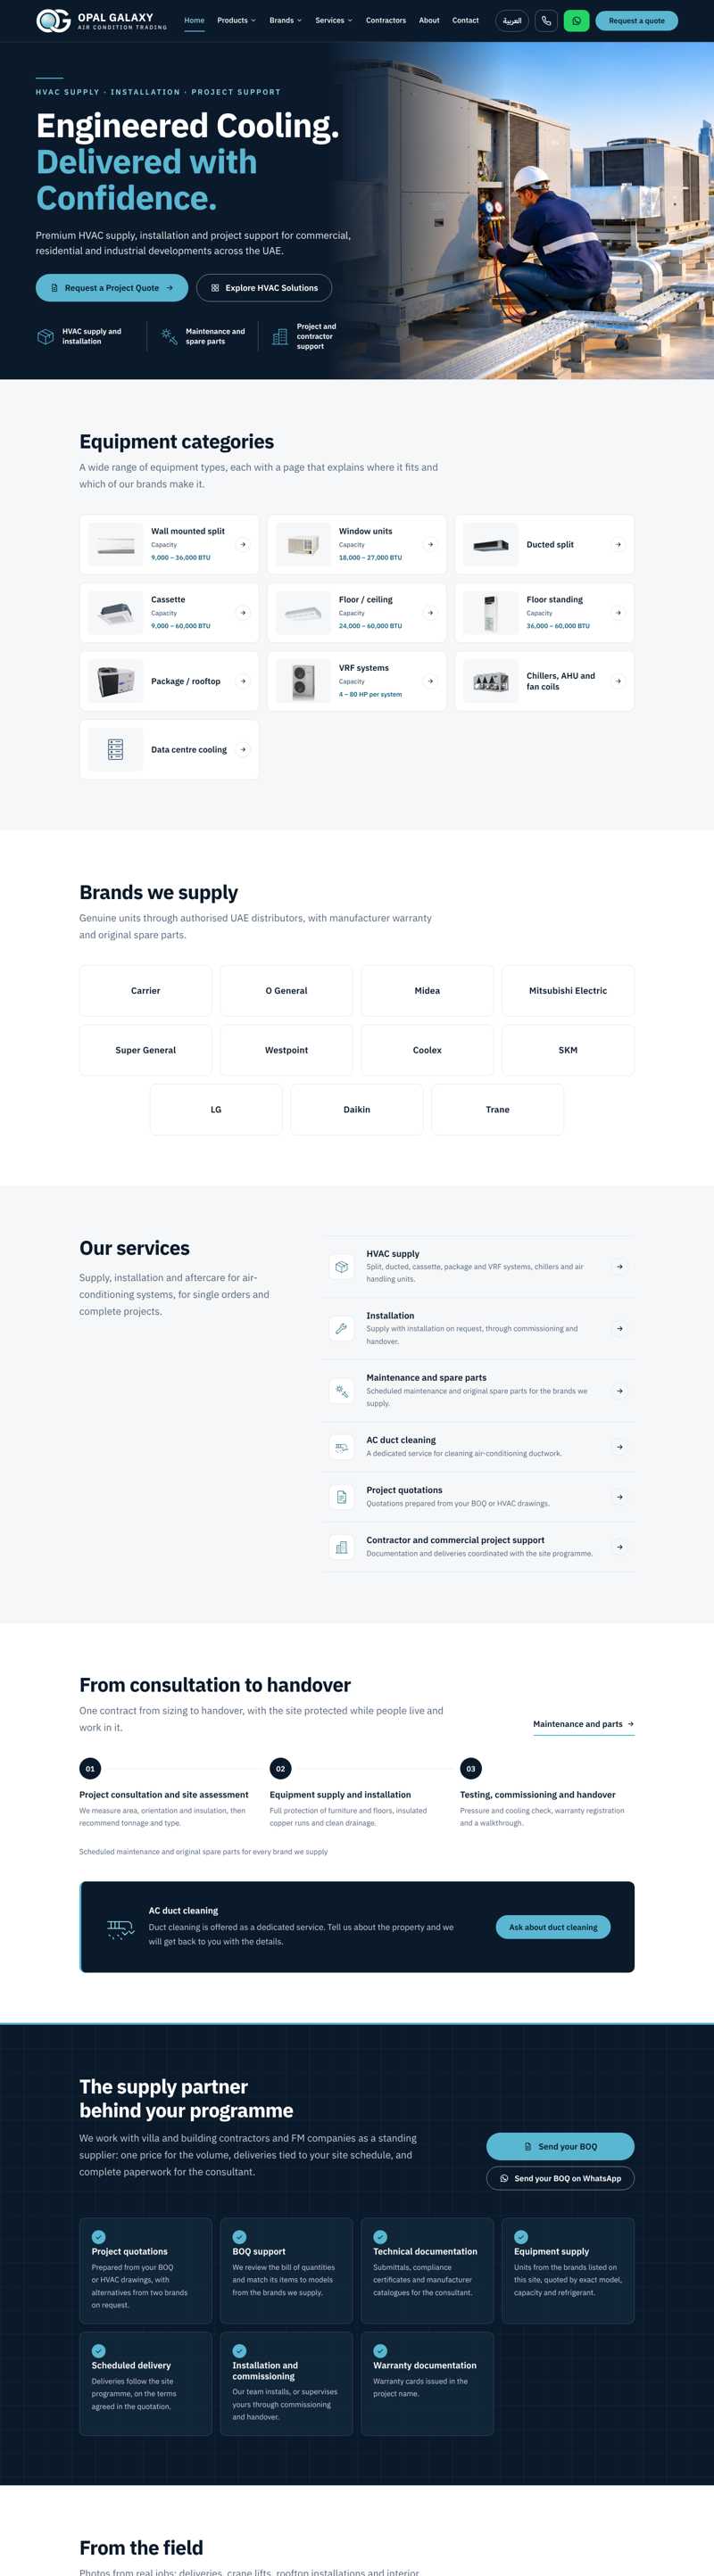 OPAL GALAXY
AIR CONDITION TRADING
Home
Products
Brands
Services
Contractors
About
Contact
العربية
Request a quote
HVAC SUPPLY · INSTALLATION · PROJECT SUPPORT
Engineered Cooling.
Delivered with
Confidence.
Premium HVAC supply, installation and project support for commercial,
residential and industrial developments across the UAE.
Request a Project Quote
Explore HVAC Solutions
HVAC supply and
installation
Maintenance and
spare parts
Project and
contractor
support
Equipment categories
A wide range of equipment types, each with a page that explains where it fits and
which of our brands make it.
Wall mounted split
Capacity
9,000 – 36,000 BTU
Window units
Capacity
18,000 – 27,000 BTU
Ducted split
Cassette
Capacity
9,000 – 60,000 BTU
Floor / ceiling
Capacity
24,000 – 60,000 BTU
Floor standing
Capacity
36,000 – 60,000 BTU
Package / rooftop
VRF systems
Capacity
4 – 80 HP per system
Chillers, AHU and
fan coils
Data centre cooling
Brands we supply
Genuine units through authorised UAE distributors, with manufacturer warranty
and original spare parts.
Carrier
O General
Midea
Mitsubishi Electric
Super General
Westpoint
Coolex
SKM
LG
Daikin
Trane
Our services
Supply, installation and aftercare for air-
conditioning systems, for single orders and
complete projects.
HVAC supply
Split, ducted, cassette, package and VRF systems, chillers and air
handling units.
Installation
Supply with installation on request, through commissioning and
handover.
Maintenance and spare parts
Scheduled maintenance and original spare parts for the brands we
supply.
AC duct cleaning
A dedicated service for cleaning air-conditioning ductwork.
Project quotations
Quotations prepared from your BOQ or HVAC drawings.
Contractor and commercial project support
Documentation and deliveries coordinated with the site programme.
From consultation to handover
One contract from sizing to handover, with the site protected while people live and
work in it.
Maintenance and parts
01
Project consultation and site assessment
We measure area, orientation and insulation, then
recommend tonnage and type.
02
Equipment supply and installation
Full protection of furniture and floors, insulated
copper runs and clean drainage.
03
Testing, commissioning and handover
Pressure and cooling check, warranty registration
and a walkthrough.
Scheduled maintenance and original spare parts for every brand we supply
AC duct cleaning
Duct cleaning is offered as a dedicated service. Tell us about the property and we
will get back to you with the details.
Ask about duct cleaning
The supply partner
behind your programme
We work with villa and building contractors and FM companies as a standing
supplier: one price for the volume, deliveries tied to your site schedule, and
complete paperwork for the consultant.
Send your BOQ
Send your BOQ on WhatsApp
Project quotations
Prepared from your BOQ
or HVAC drawings, with
alternatives from two brands
on request.
BOQ support
We review the bill of quantities
and match its items to models
from the brands we supply.
Technical documentation
Submittals, compliance
certificates and manufacturer
catalogues for the consultant.
Equipment supply
Units from the brands listed on
this site, quoted by exact model,
capacity and refrigerant.
Scheduled delivery
Deliveries follow the site
programme, on the terms
agreed in the quotation.
Installation and
commissioning
Our team installs, or supervises
yours through commissioning
and handover.
Warranty documentation
Warranty cards issued in the
project name.
From the field
Photos from real jobs: deliveries, crane lifts, rooftop installations and interior